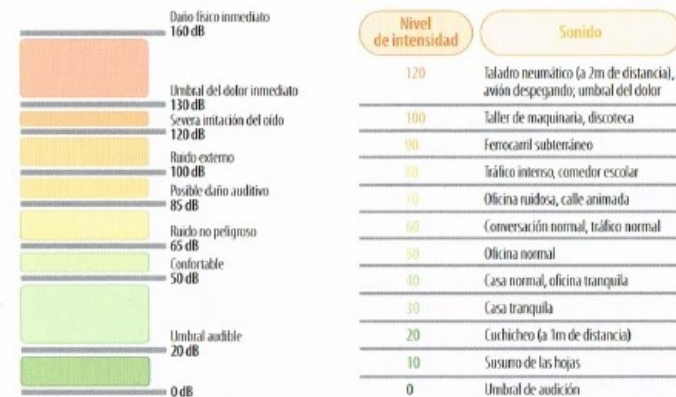 Daño físico inmediato
160 dB
Umbral del dolor inmediato
130 dB
Severa irritación del oído
120 dB
Ruido externo
100 dB
Posible daño auditivo
85 dB
Ruido no peligroso
65 dB
Confortable
50 dB
Umbral audible
20 dB
0 dB
Nivel
de intensidad
Sonido
120 Taladro neumático (a 2m de distancia),
avión despegando; umbral del dolor
100 Taller de maquinaria, discoteca
90 Ferrocarril subterráneo
80 Tráfico intenso, comedor escolar
70 Oficina ruidosa, calle animada
60 Conversación normal, tráfico normal
50 Oficina normal
40 Casa normal, oficina tranquila
30 Casa tranquila
20 Cuchicheo (a 1m de distancia)
10 Susurro de las hojas
0 Umbral de audición